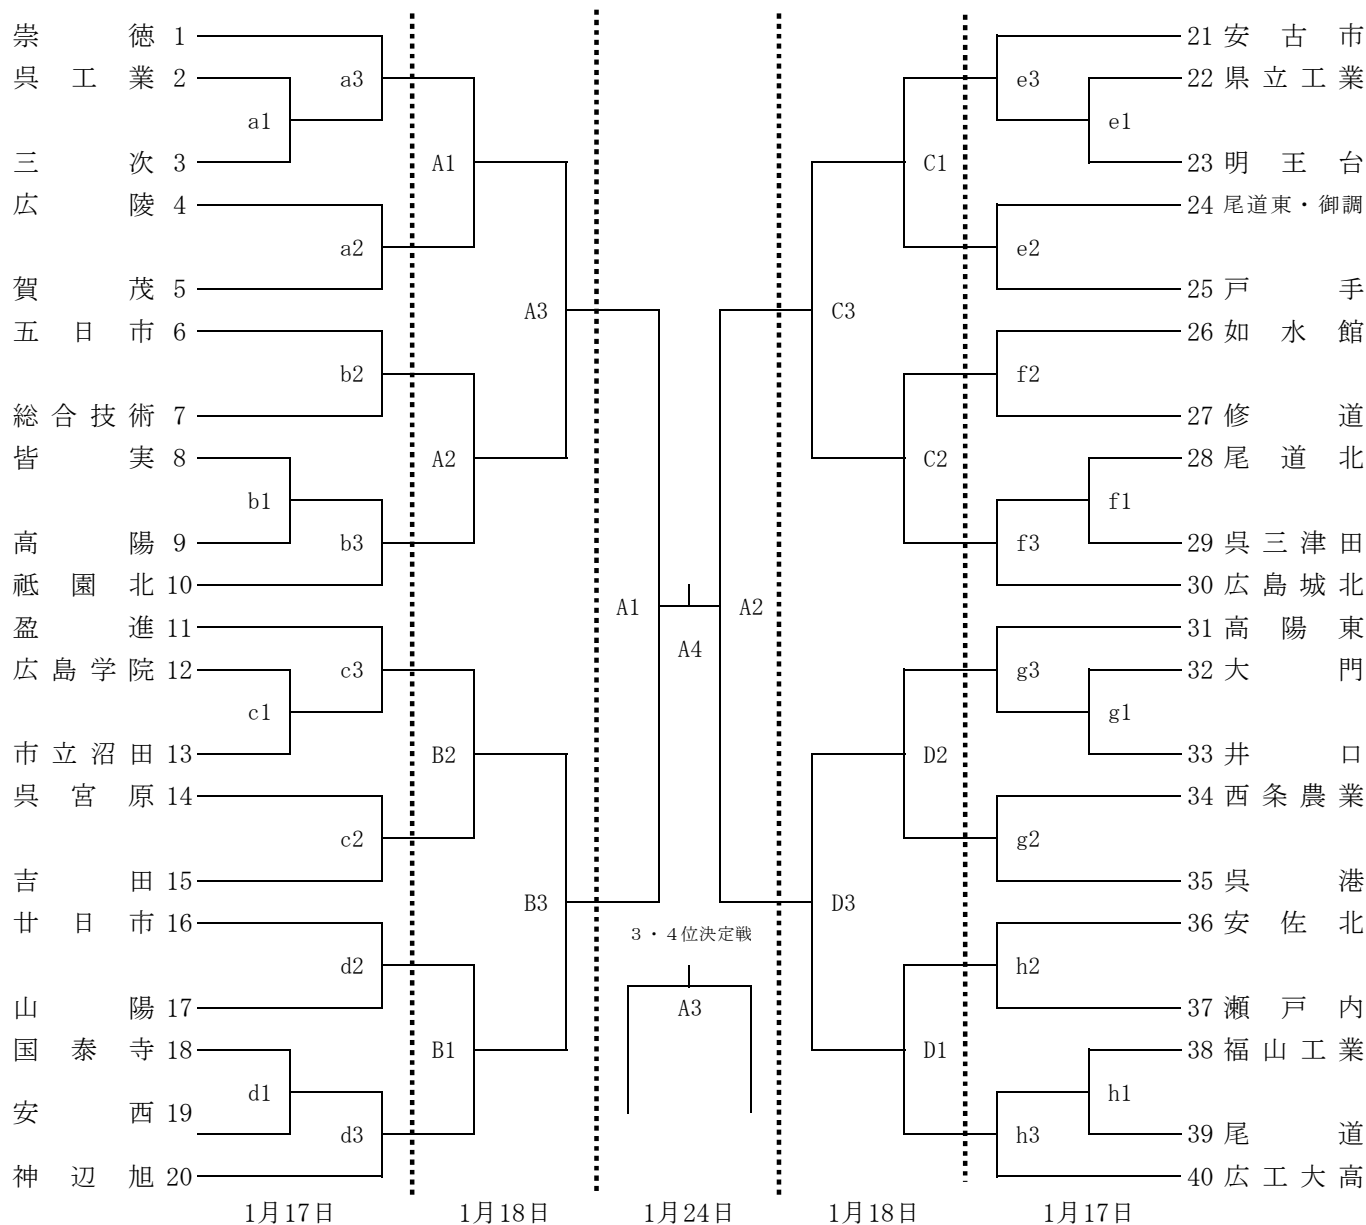 崇徳 1
呉工業 2
三次 3
広陵 4
賀茂 5
五日市 6
総合技術 7
皆実 8
高陽 9
祗園北 10
盈進 11
広島学院 12
市立沼田 13
呉宮原 14
吉田 15
廿日市 16
山陽 17
国泰寺 18
安西 19
神辺旭 20
a1
a3
a2
b2
b1
b3
c3
c1
c2
d2
d1
d3
A1
A2
B2
B1
A3
B3
A1
A4
A2
3・4位決定戦
A3
C3
D3
C1
C2
D2
D1
e3
e1
e2
f2
f1
f3
g3
g1
g2
h2
h1
h3
21 安古市
22 県立工業
23 明王台
24 尾道東・御調
25 戸手
26 如水館
27 修道
28 尾道北
29 呉三津田
30 広島城北
31 高陽東
32 大門
33 井口
34 西条農業
35 呉港
36 安佐北
37 瀬戸内
38 福山工業
39 尾道
40 広工大高
1月17日 1月18日 1月24日 1月18日 1月17日